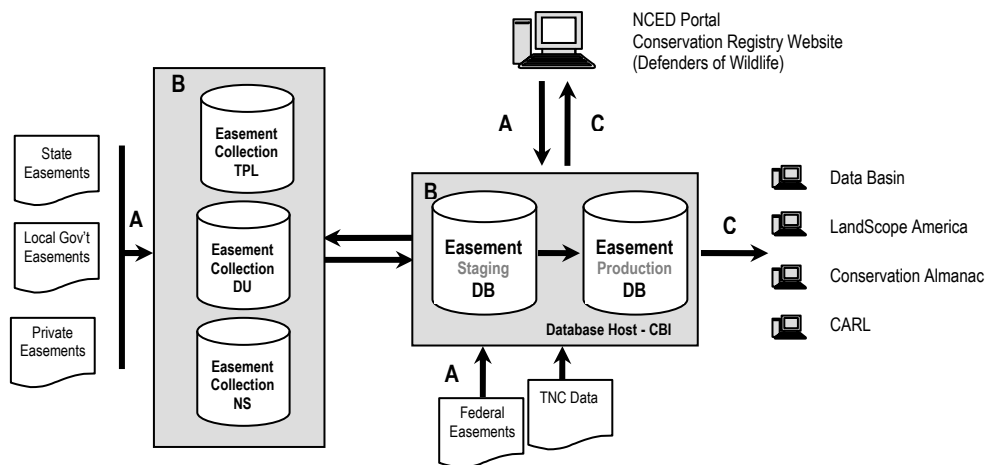 NCED Portal
Conservation Registry Website
(Defenders of Wildlife)
A
C
B
Easement
Collection
TPL
Easement
Collection
DU
Easement
Collection
NS
State
Easements
Local Gov't
Easements
Private
Easements
A
B
Easement
Staging
DB
Easement
Production
DB
Database Host - CBI
C
Data Basin
LandScope America
Conservation Almanac
CARL
A
Federal
Easements
TNC Data